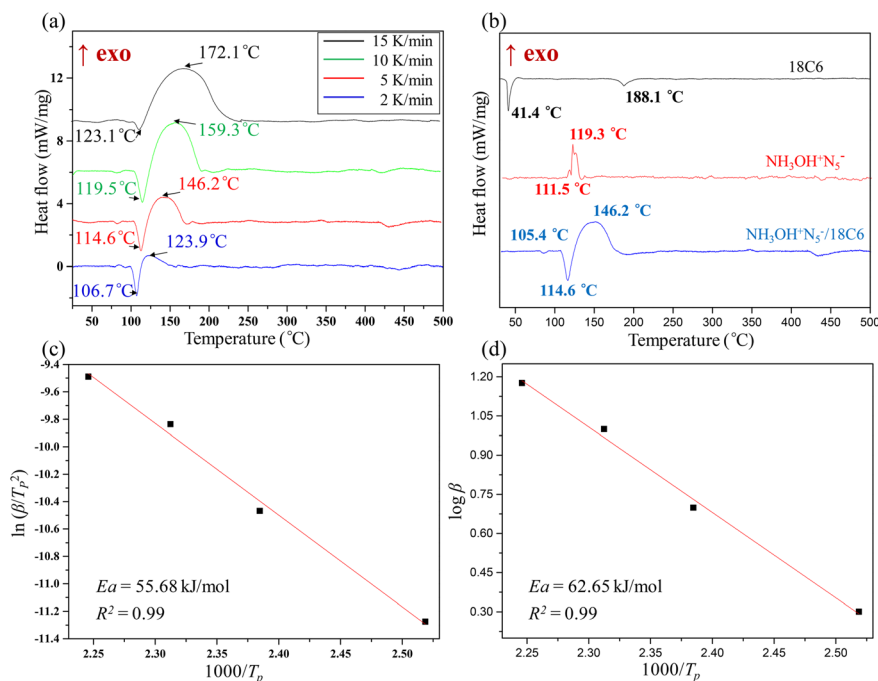 (a)
↑ exo
15 K/min
10 K/min
5 K/min
2 K/min
172.1°C
123.1°C
159.3°C
119.5°C
146.2°C
114.6°C
123.9°C
106.7°C
12
8
4
0
Heat flow (mW/mg)
50 100 150 200 250 300 350 400 450 500
Temperature (°C)
(b)
↑ exo
18C6
41.4 °C
188.1 °C
119.3 °C
NH₃OH⁺N₅⁻
111.5 °C
146.2 °C
105.4 °C
NH₃OH⁺N₅⁻/18C6
114.6 °C
Heat flow (mW/mg)
50 100 150 200 250 300 350 400 450 500
Temperature (°C)
(c)
-9.4
-9.6
-9.8
-10.0
-10.2
-10.4
-10.6
-10.8
-11.0
-11.2
-11.4
ln (β/Tₚ²)
Ea = 55.68 kJ/mol
R² = 0.99
2.25 2.30 2.35 2.40 2.45 2.50
1000/Tₚ
(d)
1.20
1.05
0.90
0.75
0.60
0.45
0.30
log β
Ea = 62.65 kJ/mol
R² = 0.99
2.25 2.30 2.35 2.40 2.45 2.50
1000/Tₚ